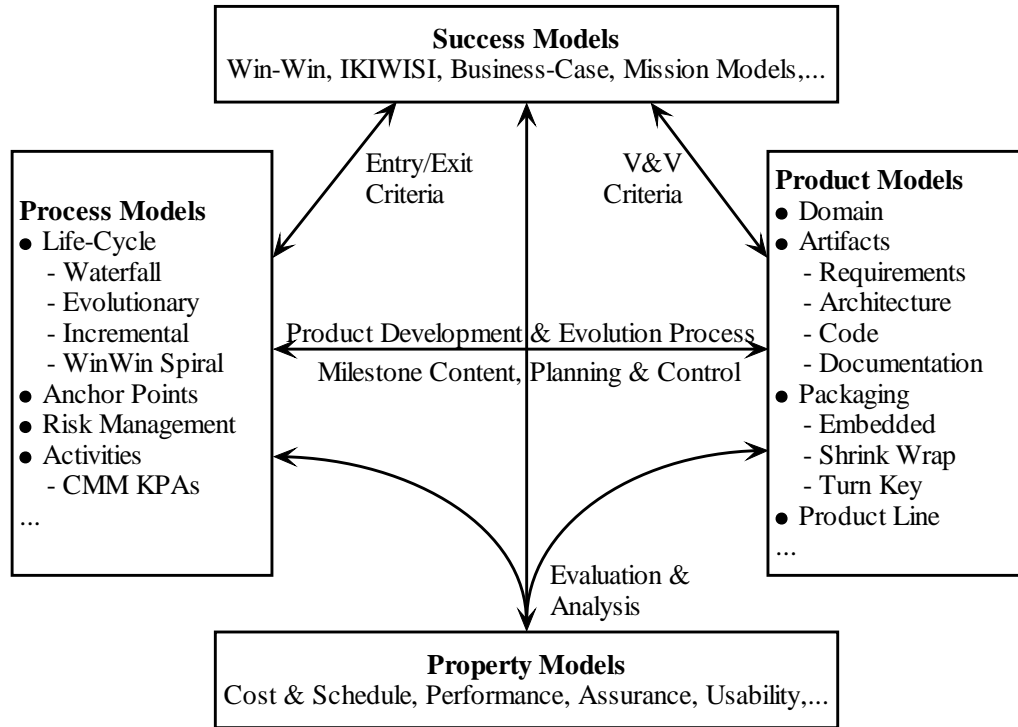 Success Models
Win-Win, IKIWISI, Business-Case, Mission Models,...
Entry/Exit
Criteria
V&V
Criteria
Process Models
● Life-Cycle
- Waterfall
- Evolutionary
- Incremental
- WinWin Spiral
● Anchor Points
● Risk Management
● Activities
- CMM KPAs
...
Product Development & Evolution Process
Milestone Content, Planning & Control
Product Models
● Domain
● Artifacts
- Requirements
- Architecture
- Code
- Documentation
● Packaging
- Embedded
- Shrink Wrap
- Turn Key
● Product Line
...
Evaluation &
Analysis
Property Models
Cost & Schedule, Performance, Assurance, Usability,...